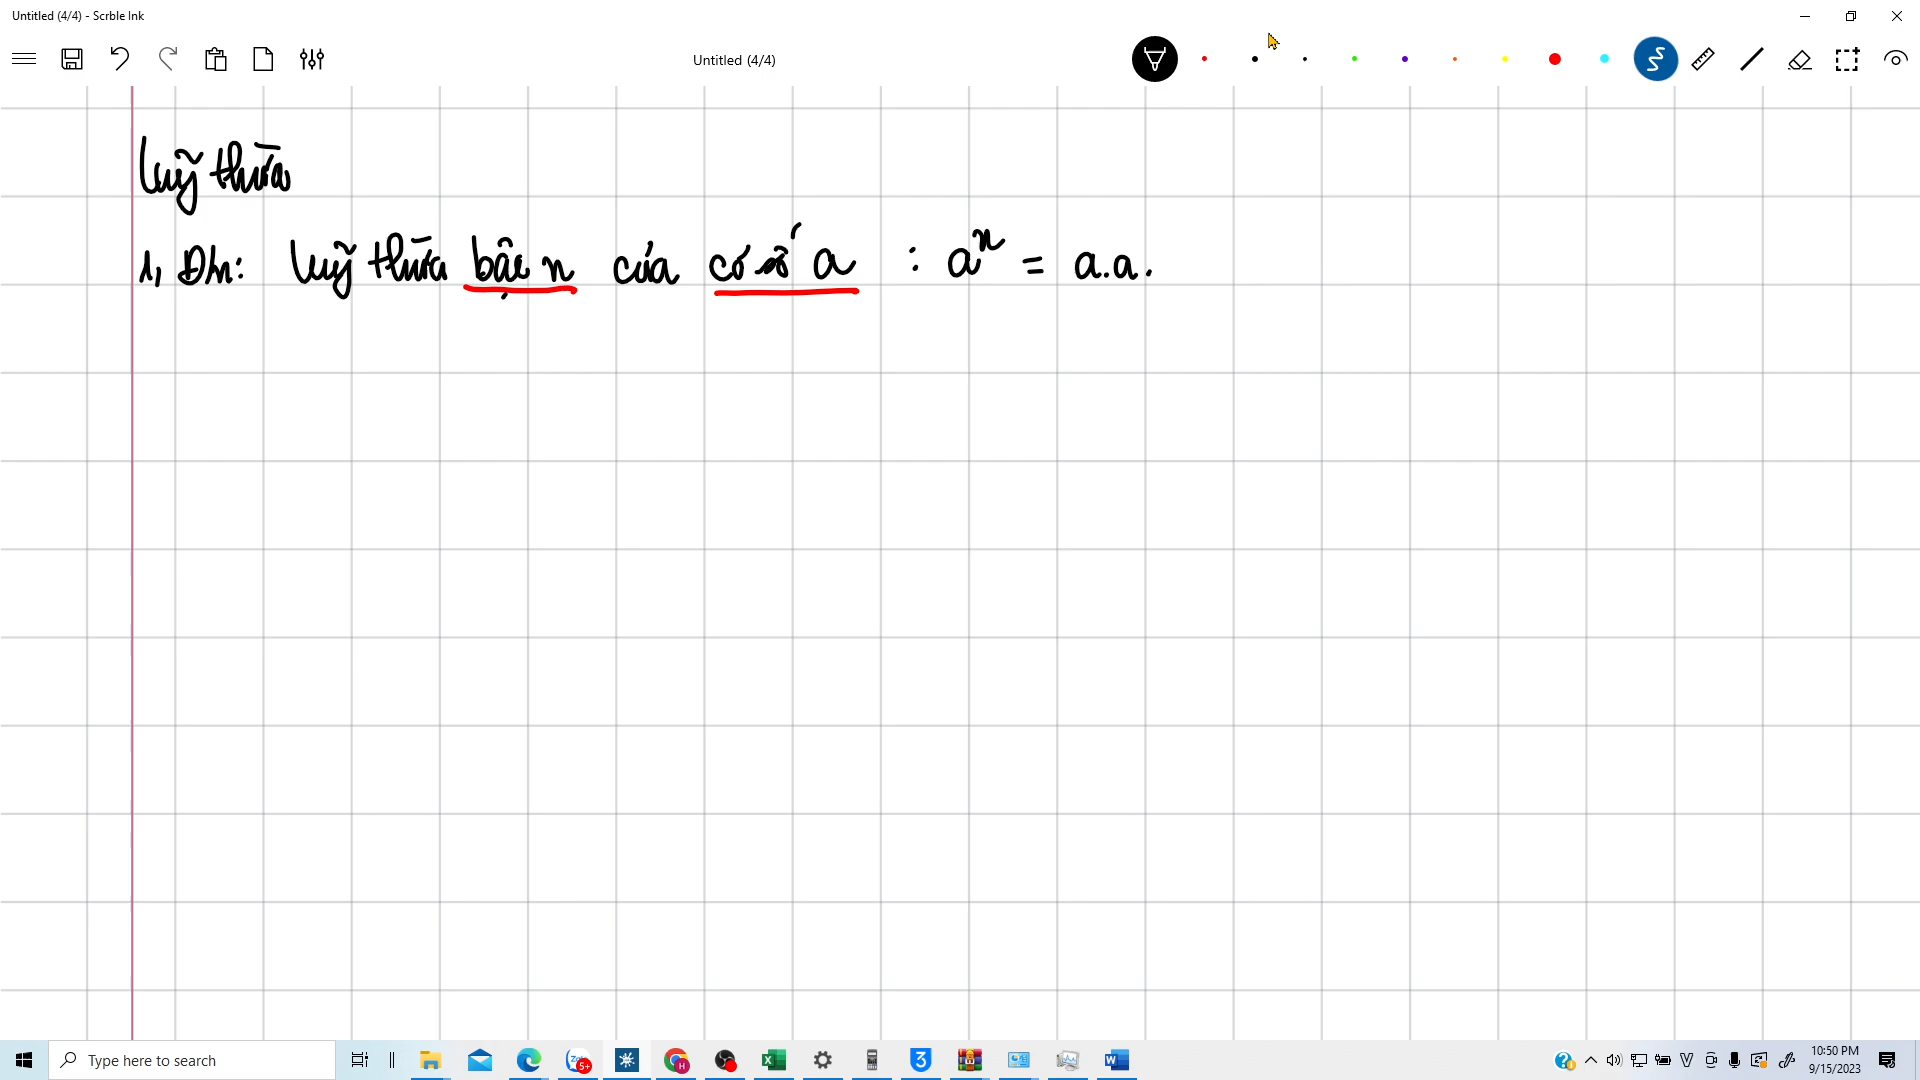 Untitled (4/4) - Scrble Ink
Untitled (4/4)
Luỹ thừa
1, Đ/n: Luỹ thừa bậc n của cơ số a : aⁿ = a.a.
Type here to search
10:50 PM
9/15/2023